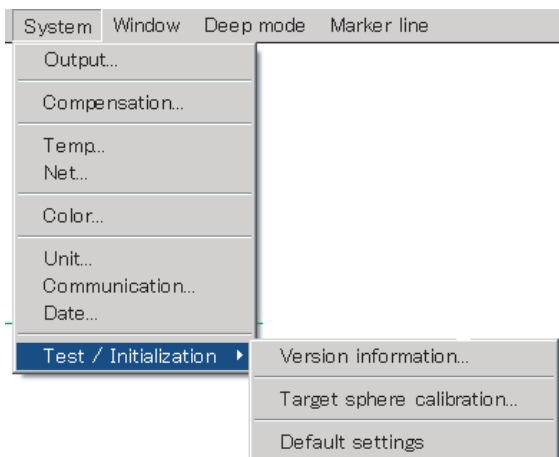 System Window Deep mode Marker line
Output...
Compensation...
Temp...
Net...
Color...
Unit...
Communication...
Date...
Test / Initialization
Version information...
Target sphere calibration...
Default settings